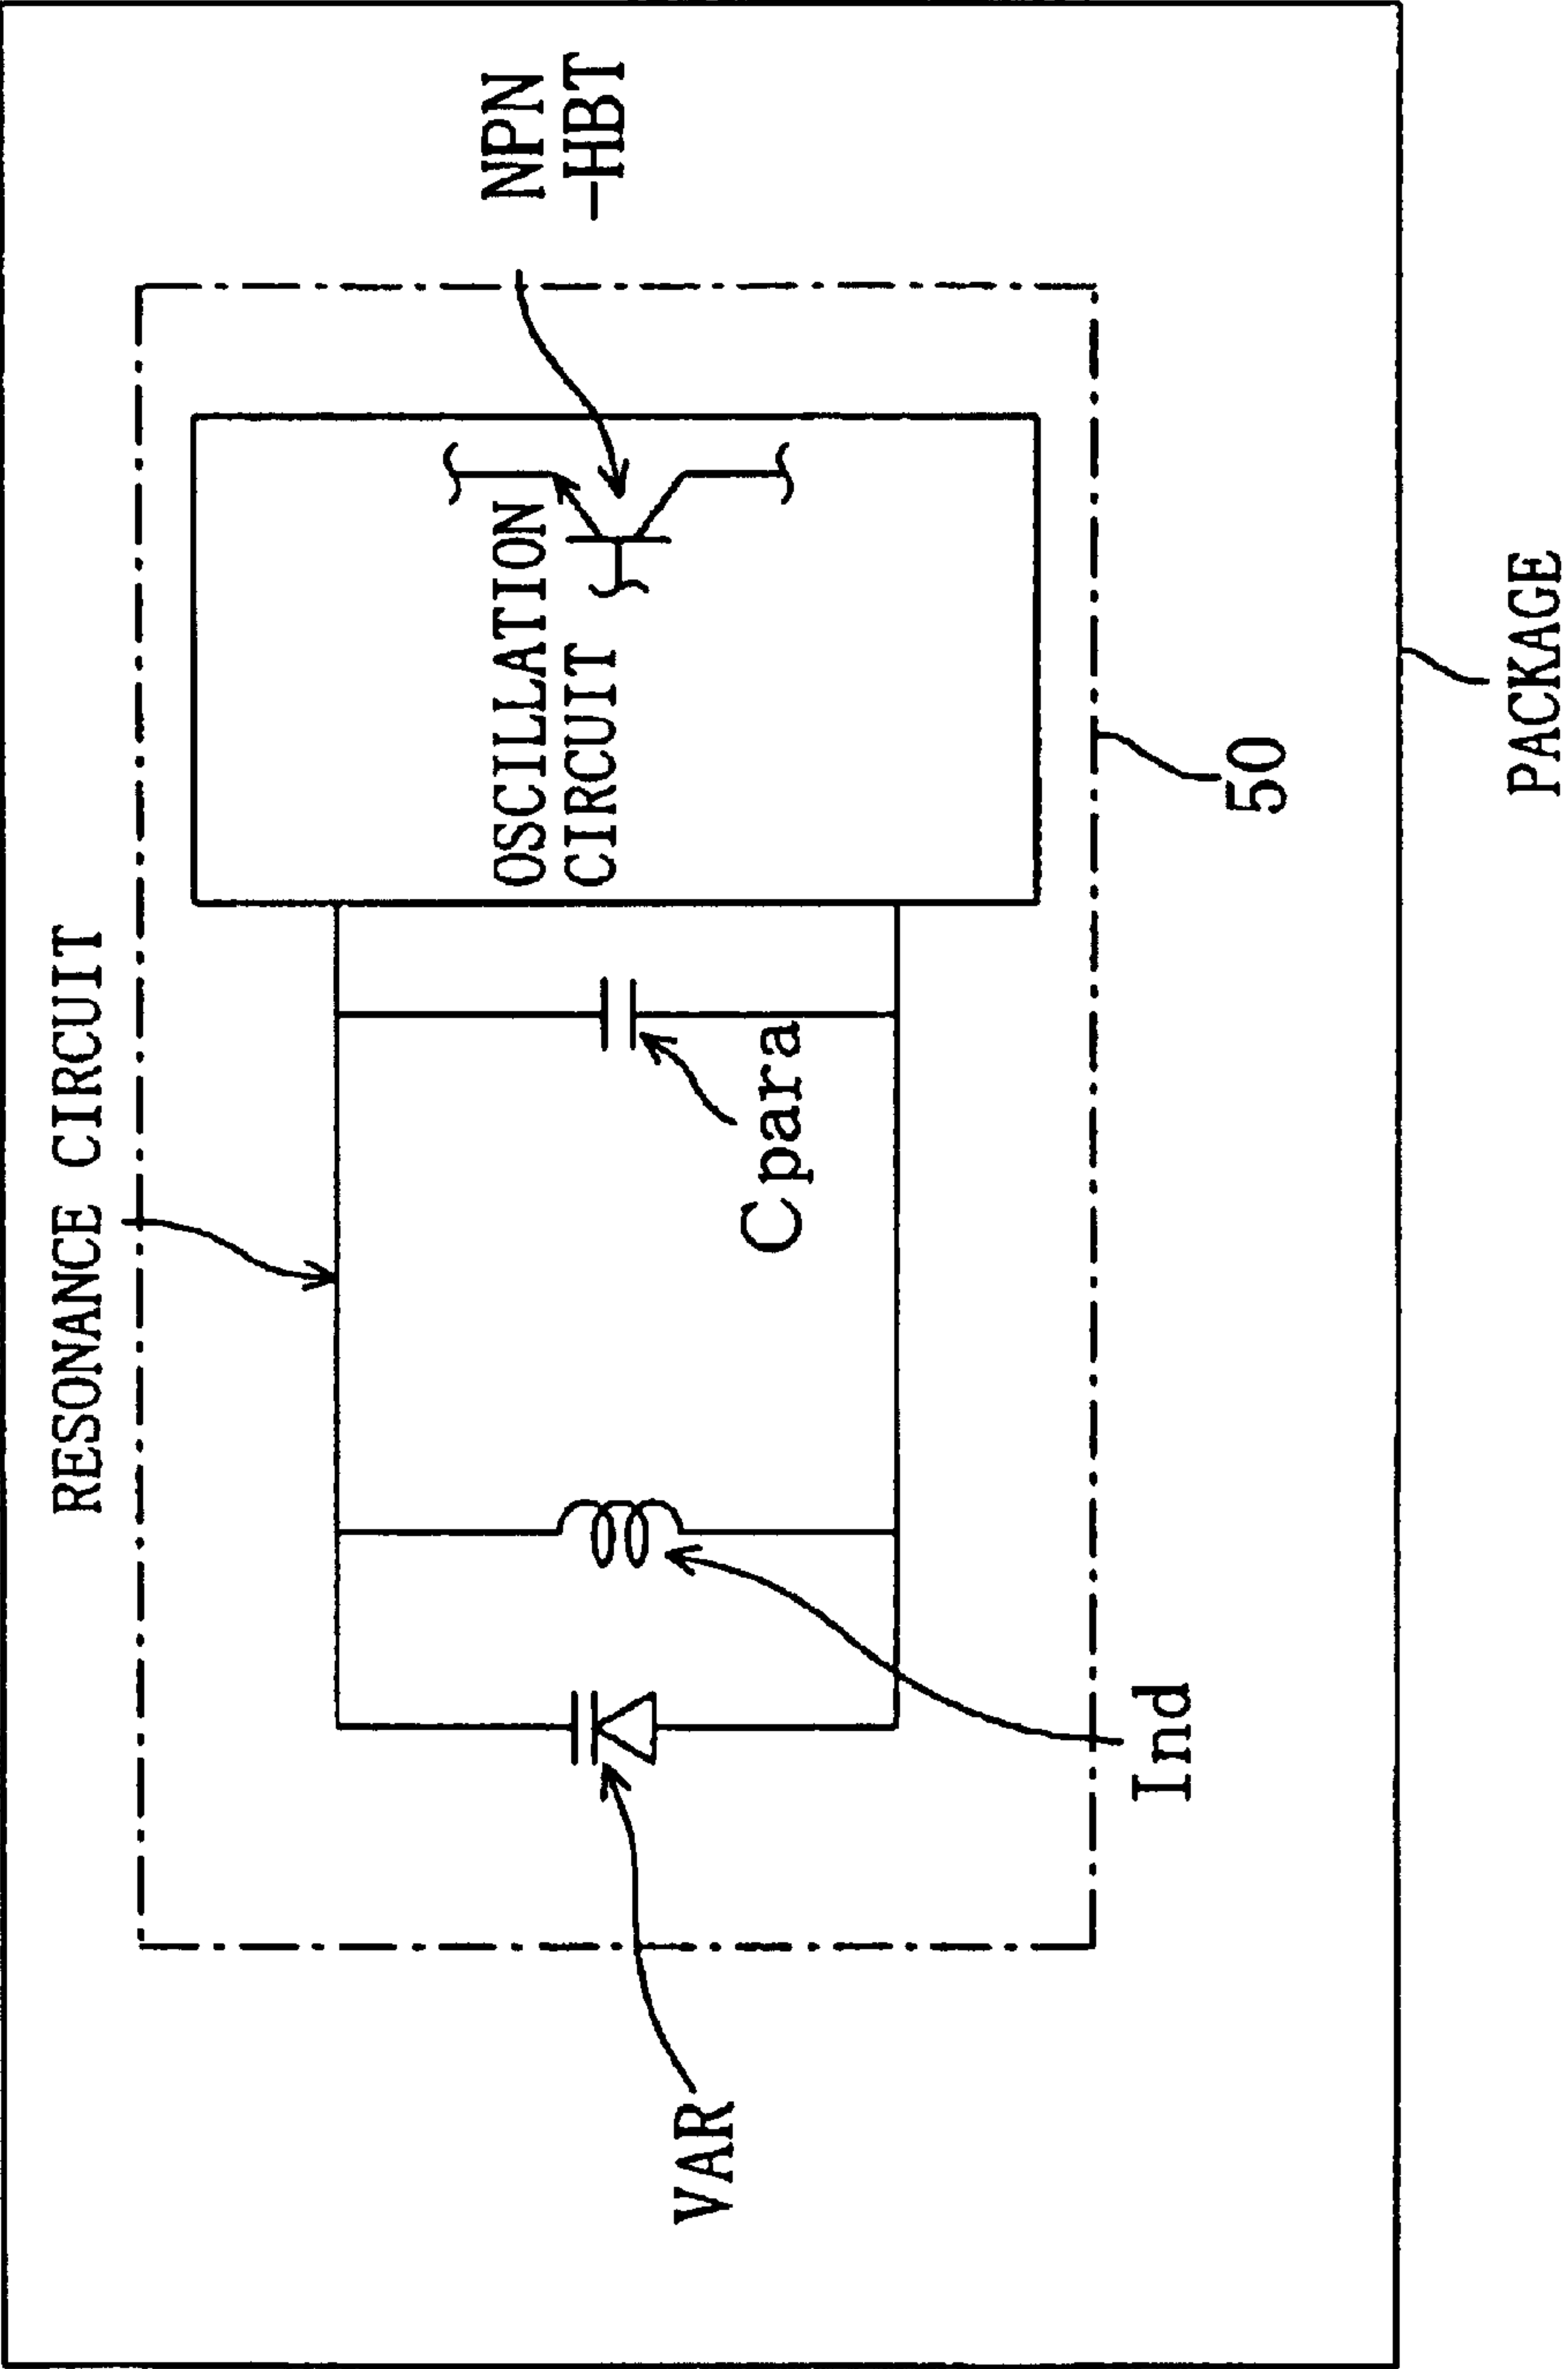 RESONANCE CIRCUIT
NPN
-HBT
OSCILLATION
CIRCUIT
Cpara
VAR
Ind
50
PACKAGE